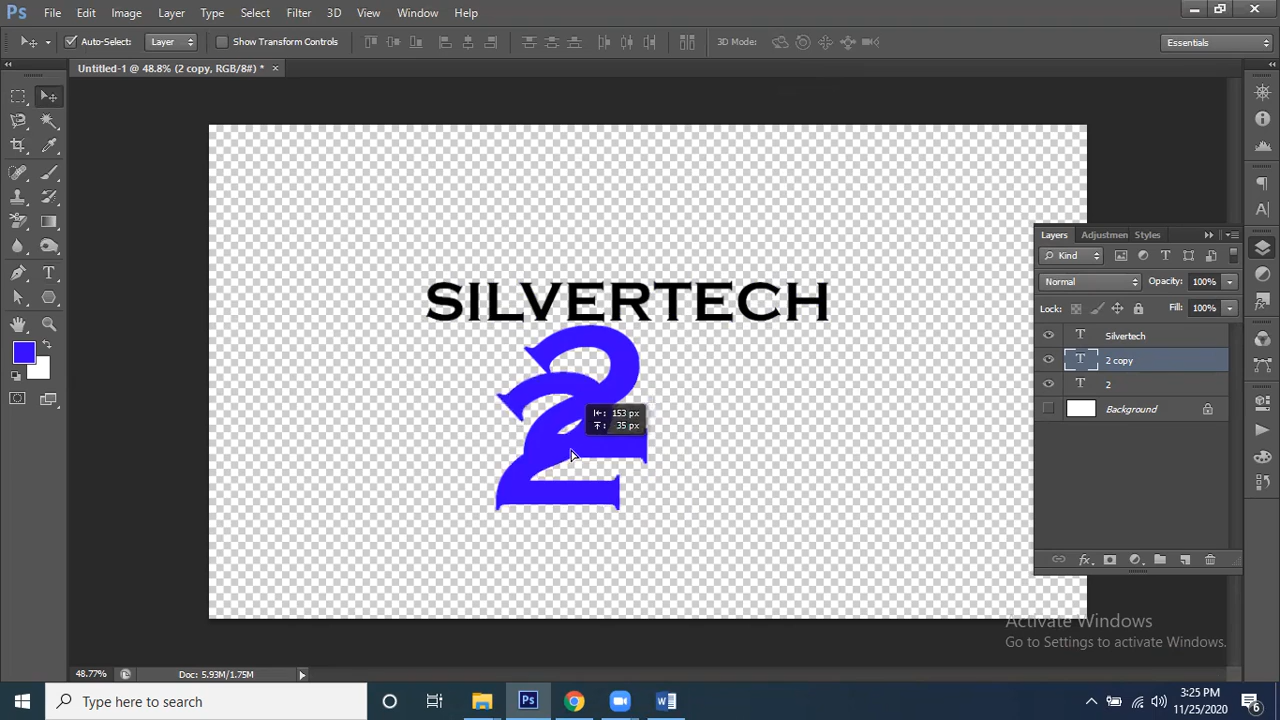 Ps File Edit Image Layer Type Select Filter 3D View Window Help
Auto-Select: Layer Show Transform Controls 3D Mode: Essentials
Untitled-1 @ 48.8% (2 copy, RGB/8#) * ×
SILVERTECH
2
2
153 px
35 px
Layers Adjustmen Styles
Kind
Normal Opacity: 100%
Lock: Fill: 100%
T Silvertech
T 2 copy
T 2
Background
Activate Windows
Go to Settings to activate Windows.
48.77% Doc: 5.93M/1.75M
Type here to search
3:25 PM
11/25/2020
6